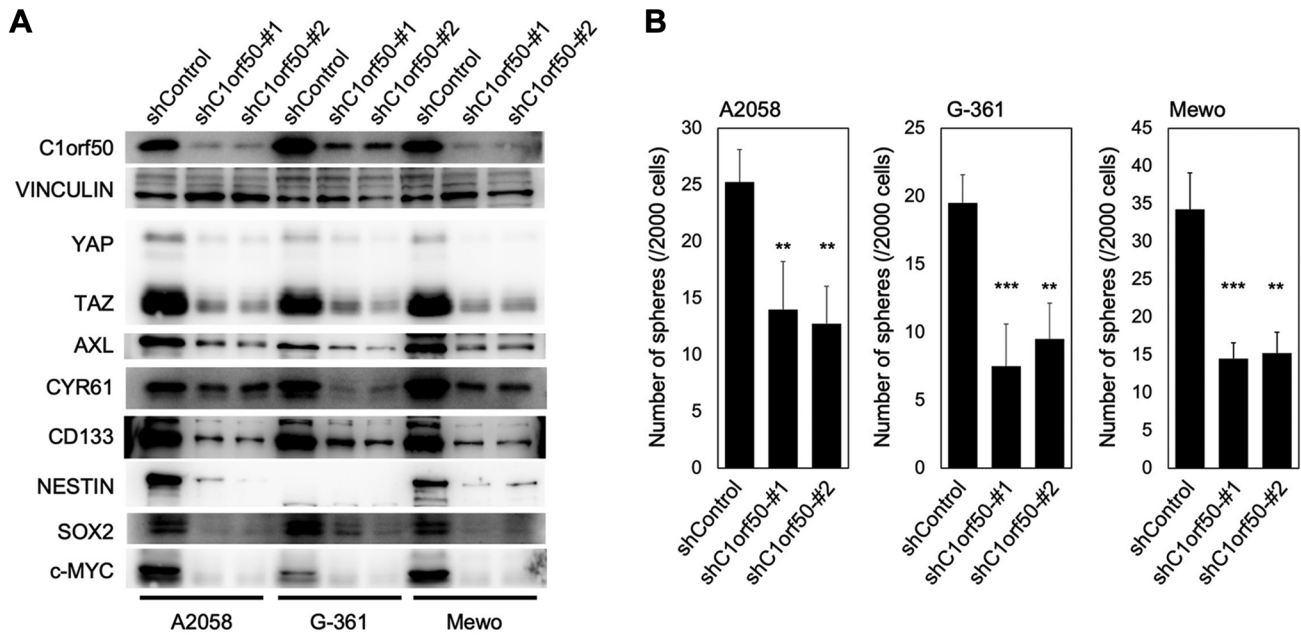 A
shControl
shC1orf50-#1
shC1orf50-#2
shControl
shC1orf50-#1
shC1orf50-#2
shControl
shC1orf50-#1
shC1orf50-#2
C1orf50
VINCULIN
YAP
TAZ
AXL
CYR61
CD133
NESTIN
SOX2
c-MYC
A2058
G-361
Mewo
B
A2058
Number of spheres (/2000 cells)
30
25
20
15
10
5
0
**
**
shControl
shC1orf50-#1
shC1orf50-#2
G-361
Number of spheres (/2000 cells)
25
20
15
10
5
0
***
**
shControl
shC1orf50-#1
shC1orf50-#2
Mewo
Number of spheres (/2000 cells)
45
40
35
30
25
20
15
10
5
0
***
**
shControl
shC1orf50-#1
shC1orf50-#2